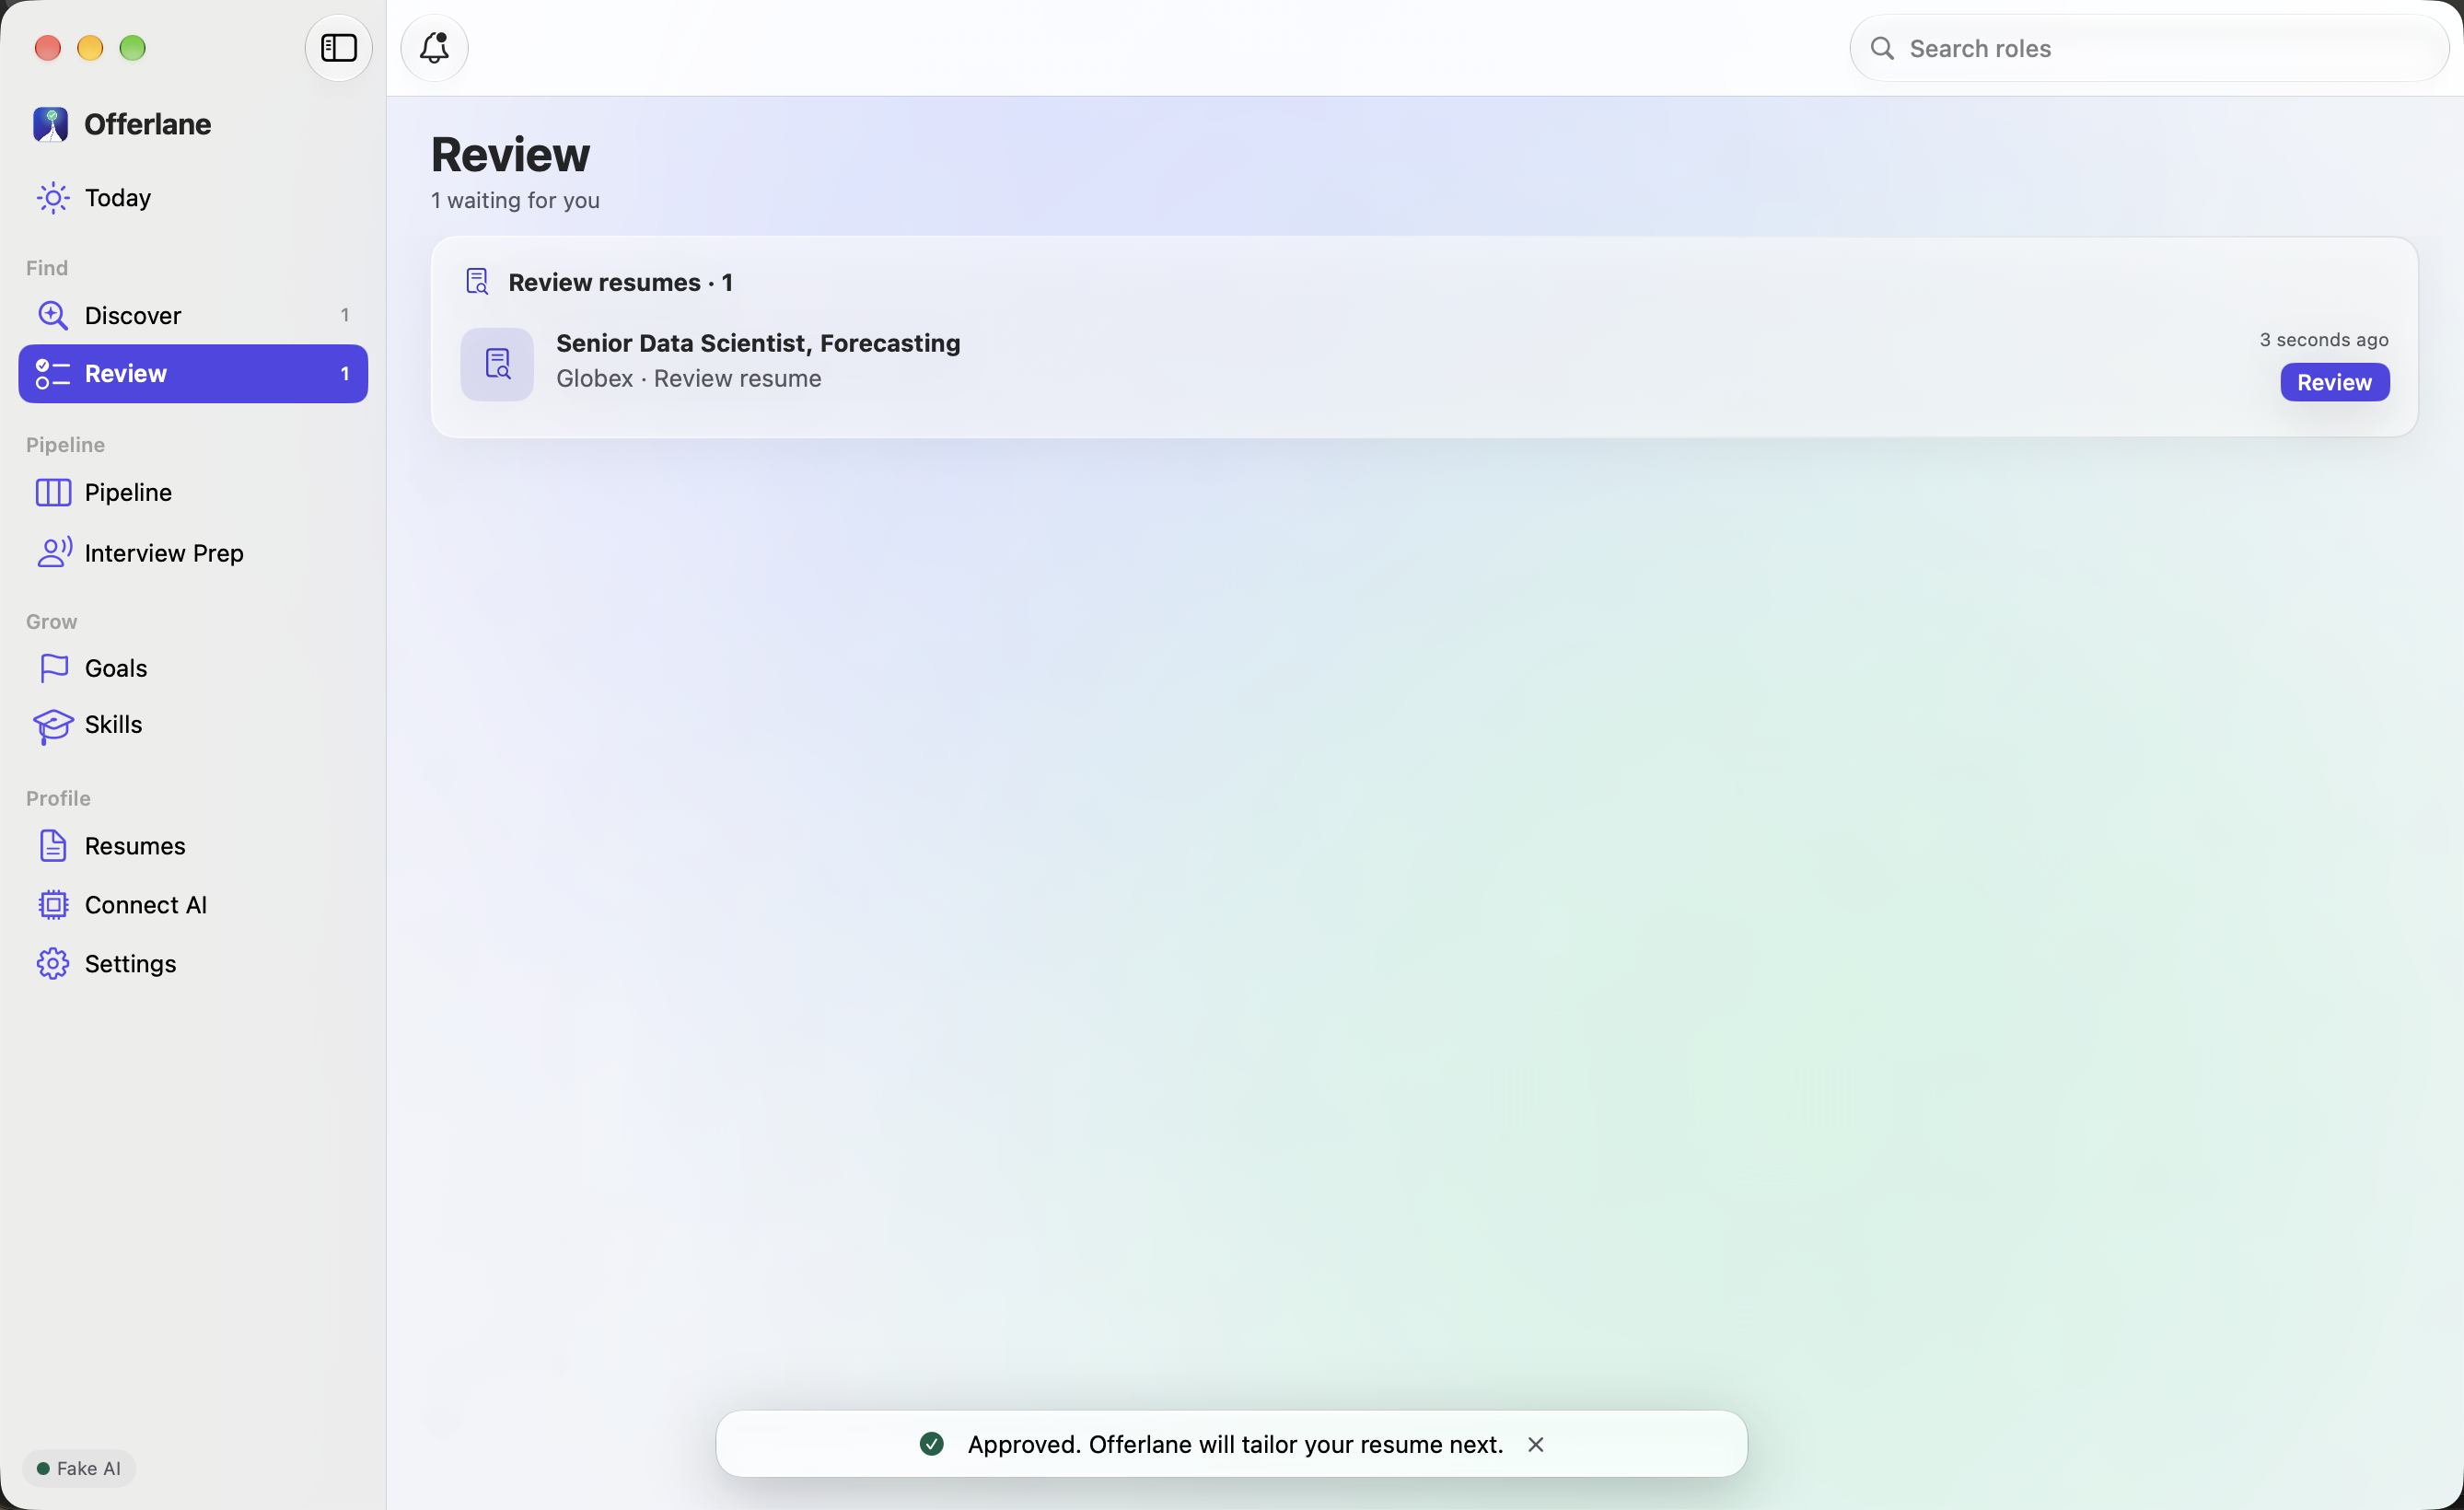 Search roles
Offerlane
Today
Find
Discover 1
Review 1
Pipeline
Pipeline
Interview Prep
Grow
Goals
Skills
Profile
Resumes
Connect AI
Settings
Fake AI
Review
1 waiting for you
Review resumes · 1
Senior Data Scientist, Forecasting
Globex · Review resume
3 seconds ago
Review
Approved. Offerlane will tailor your resume next.